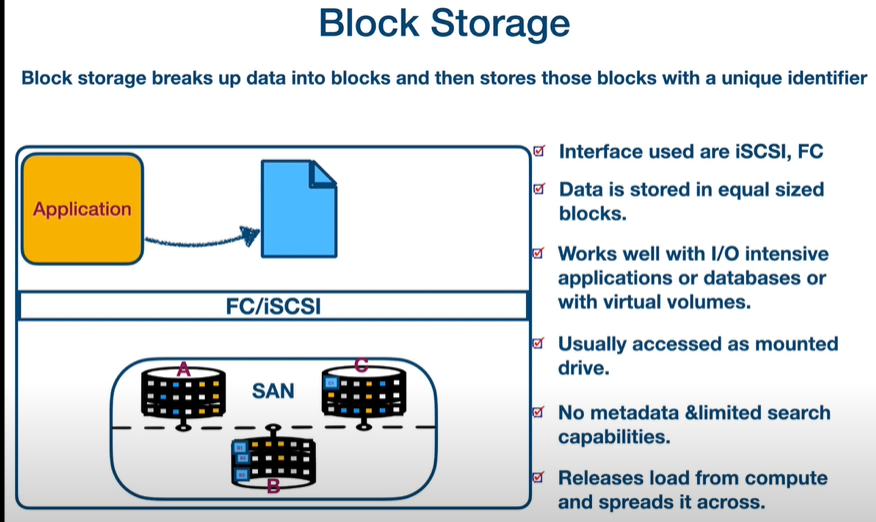 Block Storage
Block storage breaks up data into blocks and then stores those blocks with a unique identifier
Application
FC/iSCSI
A
SAN
C
B
Interface used are iSCSI, FC
Data is stored in equal sized
blocks.
Works well with I/O intensive
applications or databases or
with virtual volumes.
Usually accessed as mounted
drive.
No metadata &limited search
capabilities.
Releases load from compute
and spreads it across.